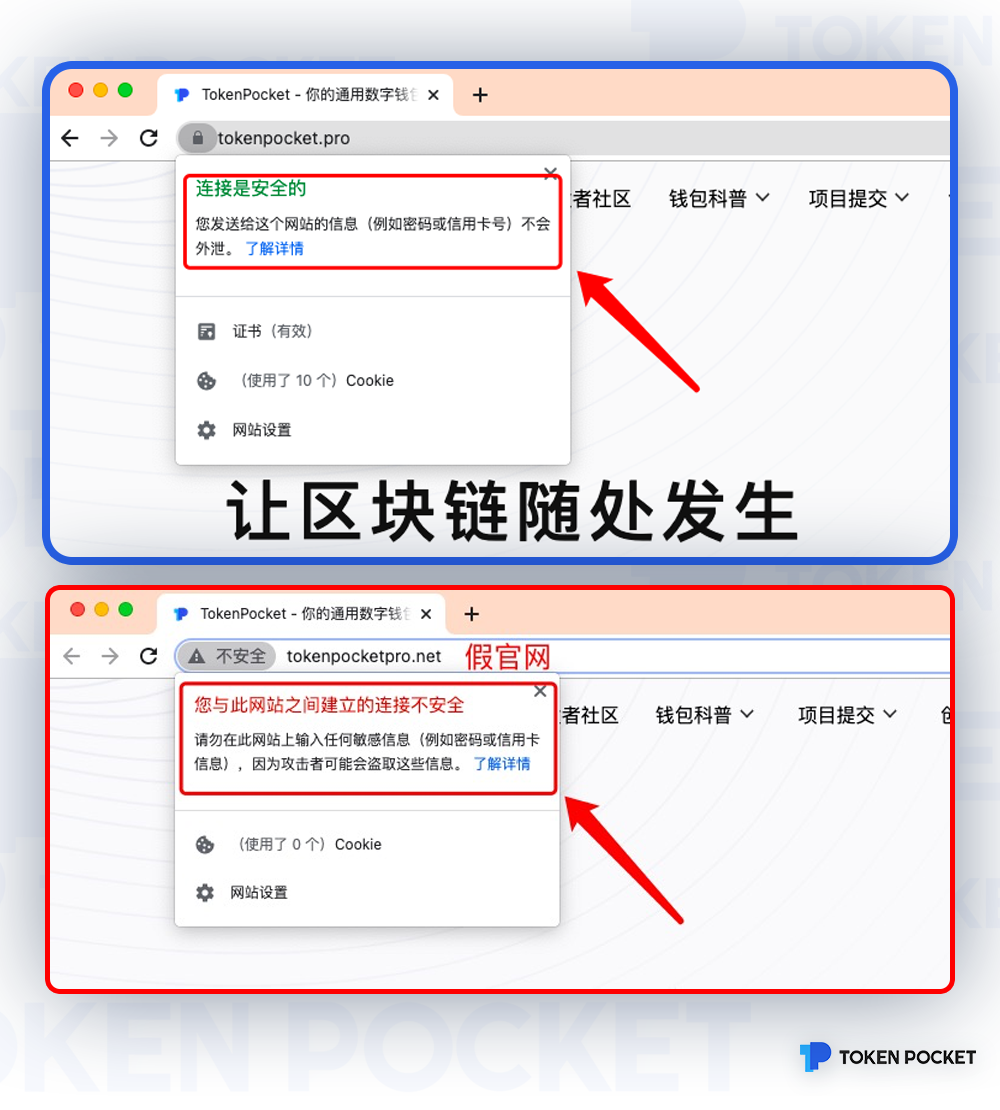 TokenPocket - 你的通用数字钱
tokenpocket.pro
连接是安全的
您发送给这个网站的信息（例如密码或信用卡号）不会
外泄。 了解详情
者社区 钱包科普 项目提交
证书（有效）
（使用了 10 个）Cookie
网站设置
让区块链随处发生
TokenPocket - 你的通用数字钱
不安全 tokenpocketpro.net 假官网
您与此网站之间建立的连接不安全
请勿在此网站上输入任何敏感信息（例如密码或信用卡
信息），因为攻击者可能会盗取这些信息。 了解详情
者社区 钱包科普 项目提交
（使用了 0 个）Cookie
网站设置
TOKEN POCKET
TOKEN POCKET